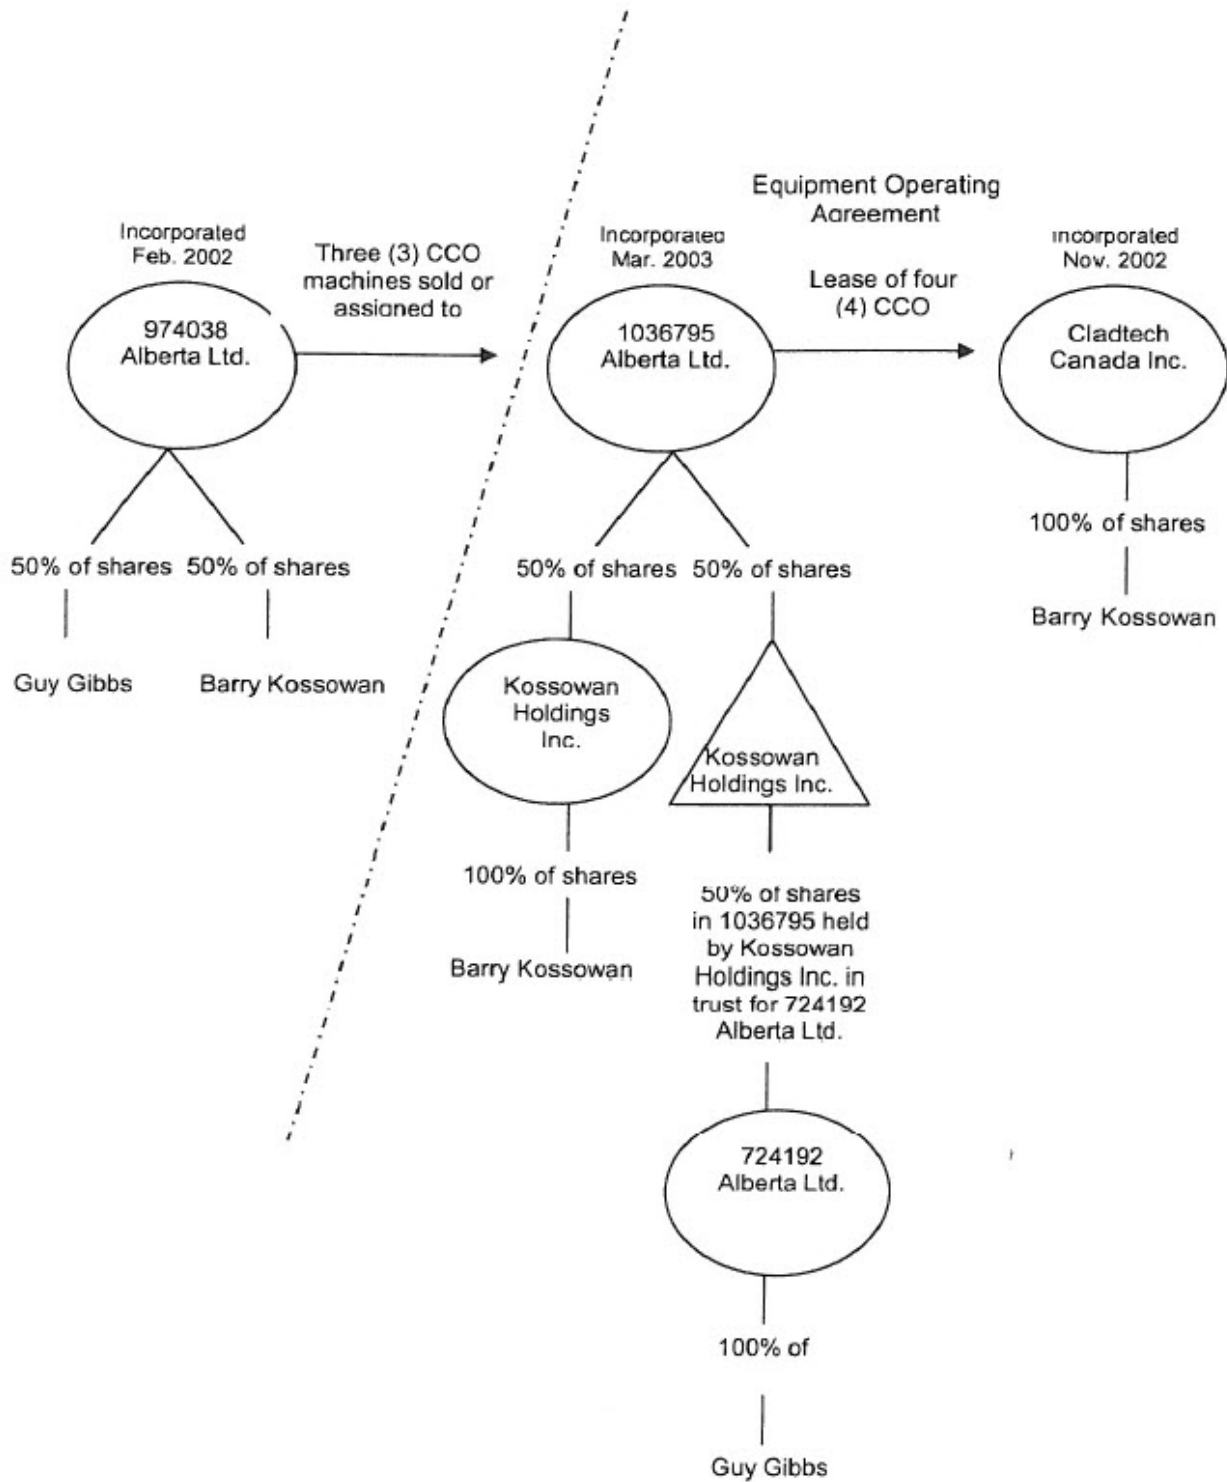 Incorporated
Feb. 2002
974038
Alberta Ltd.
Three (3) CCO
machines sold or
assigned to
50% of shares
50% of shares
Guy Gibbs
Barry Kossowan
Incorporated
Mar. 2003
1036795
Alberta Ltd.
Equipment Operating
Agreement
Lease of four
(4) CCO
Incorporated
Nov. 2002
Cladtech
Canada Inc.
100% of shares
Barry Kossowan
50% of shares
50% of shares
Kossowan
Holdings
Inc.
100% of shares
Barry Kossowan
Kossowan
Holdings Inc.
50% of shares
in 1036795 held
by Kossowan
Holdings Inc. in
trust for 724192
Alberta Ltd.
724192
Alberta Ltd.
100% of
Guy Gibbs